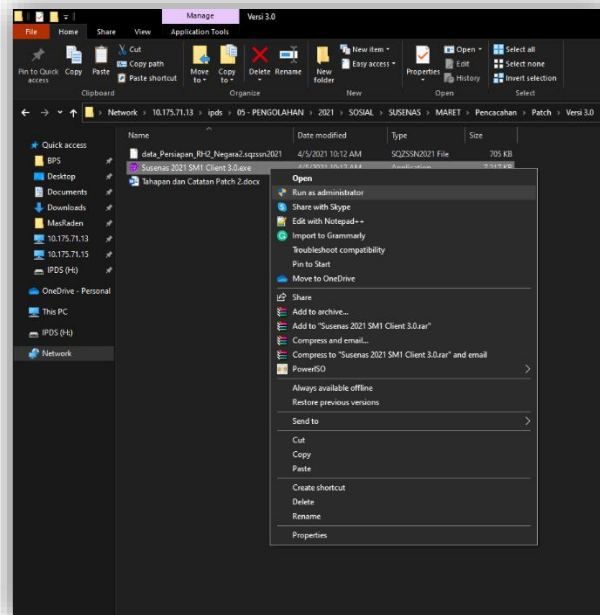 Manage Versi 3.0
File Home Share View Application Tools
Pin to Quick access
Copy
Paste
Cut
Copy path
Paste shortcut
Clipboard
Move to
Copy to
Delete
Rename
Organize
New folder
New item
Easy access
New
Properties
Open
Edit
History
Open
Select all
Select none
Invert selection
Select
Network > 10.175.71.13 > ipds > 05 - PENGOLAHAN > 2021 > SOSIAL > SUSENAS > MARET > Pencacahan > Patch > Versi 3.0
Name Date modified Type Size
data_Persiapan_RH2_Negara2.sqzssn2021 4/5/2021 10:12 AM SQZSSN2021 File 705 KB
Susenas 2021 SM1 Client 3.0.exe 4/5/2021 10:12 AM Application 7.217 KB
Tahapan dan Catatan Patch 2.docx
Quick access
BPS
Desktop
Documents
Downloads
MasRaden
10.175.71.13
10.175.71.15
IPDS (H:)
OneDrive - Personal
This PC
IPDS (H:)
Network
Open
Run as administrator
Share with Skype
Edit with Notepad++
Import to Grammarly
Troubleshoot compatibility
Pin to Start
Move to OneDrive
Share
Add to archive...
Add to "Susenas 2021 SM1 Client 3.0.rar"
Compress and email...
Compress to "Susenas 2021 SM1 Client 3.0.rar" and email
PowerISO
Always available offline
Restore previous versions
Send to
Cut
Copy
Paste
Create shortcut
Delete
Rename
Properties